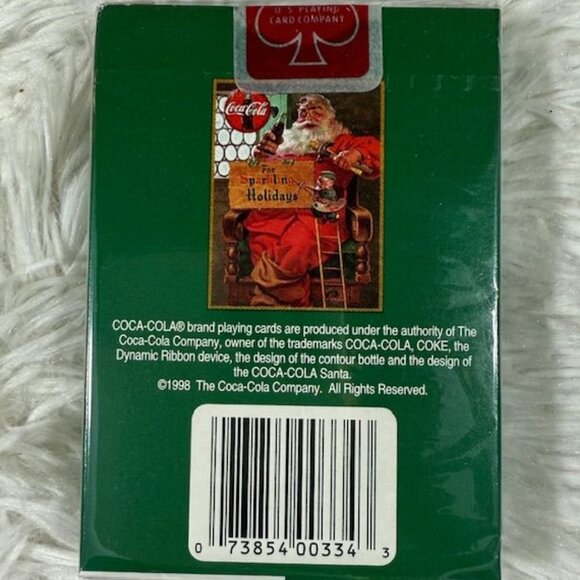 U.S PLAYING
CARD COMPANY
Coca-Cola
For
Sparkling
Holidays
COCA-COLA® brand playing cards are produced under the authority of The
Coca-Cola Company, owner of the trademarks COCA-COLA, COKE, the
Dynamic Ribbon device, the design of the contour bottle and the design of
the COCA-COLA Santa.
©1998 The Coca-Cola Company. All Rights Reserved.
0 73854 00334 3